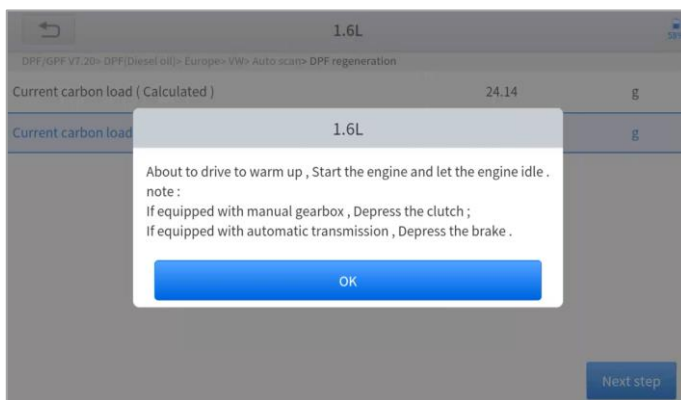 1.6L
DPF/GPF V7.20> DPF(Diesel oil)> Europe> VW> Auto scan> DPF regeneration
Current carbon load ( Calculated )   24.14   g
Current carbon load   g
1.6L
About to drive to warm up , Start the engine and let the engine idle .
note :
If equipped with manual gearbox , Depress the clutch ;
If equipped with automatic transmission , Depress the brake .
OK
Next step